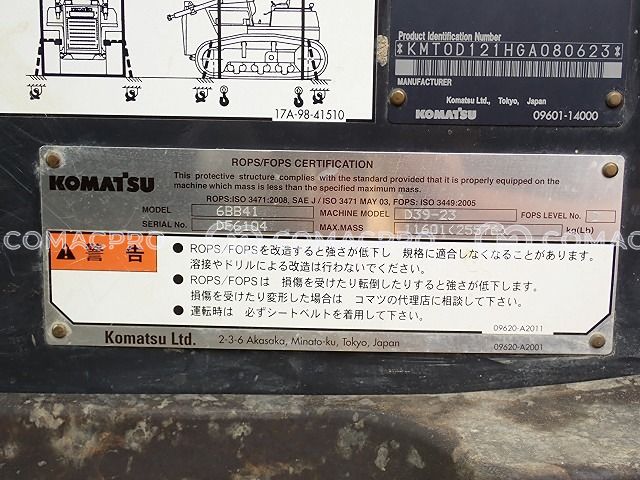 17A-98-41510
Product Identification Number
*KMT0D121HGA080623*
MANUFACTURER
KOMATSU
Komatsu Ltd., Tokyo, Japan
09601-14000
ROPS/FOPS CERTIFICATION
KOMATSU
This protective structure complies with the standard provided that it is properly equipped on the
machine which mass is less than the specified maximum mass.
ROPS:ISO 3471:2008, SAE J / ISO 3471 MAY 03, FOPS: ISO 3449:2005
MODEL 6BB41 MACHINE MODEL D39-23 FOPS LEVEL No.
SERIAL No. DF6104 MAX.MASS kg(Lb)
警告
● ROPS/FOPSを改造すると強さが低下し 規格に適合しなくなることがあります。
溶接やドリルによる改造は行わないでください。
● ROPS/FOPSは 損傷を受けたり転倒したりすると強さが低下します。
損傷を受けたり変形した場合は コマツの代理店に相談して下さい。
● 運転時は 必ずシートベルトを着用して下さい。
09620-A2011
Komatsu Ltd. 2-3-6 Akasaka, Minato-ku, Tokyo, Japan
09620-A2001